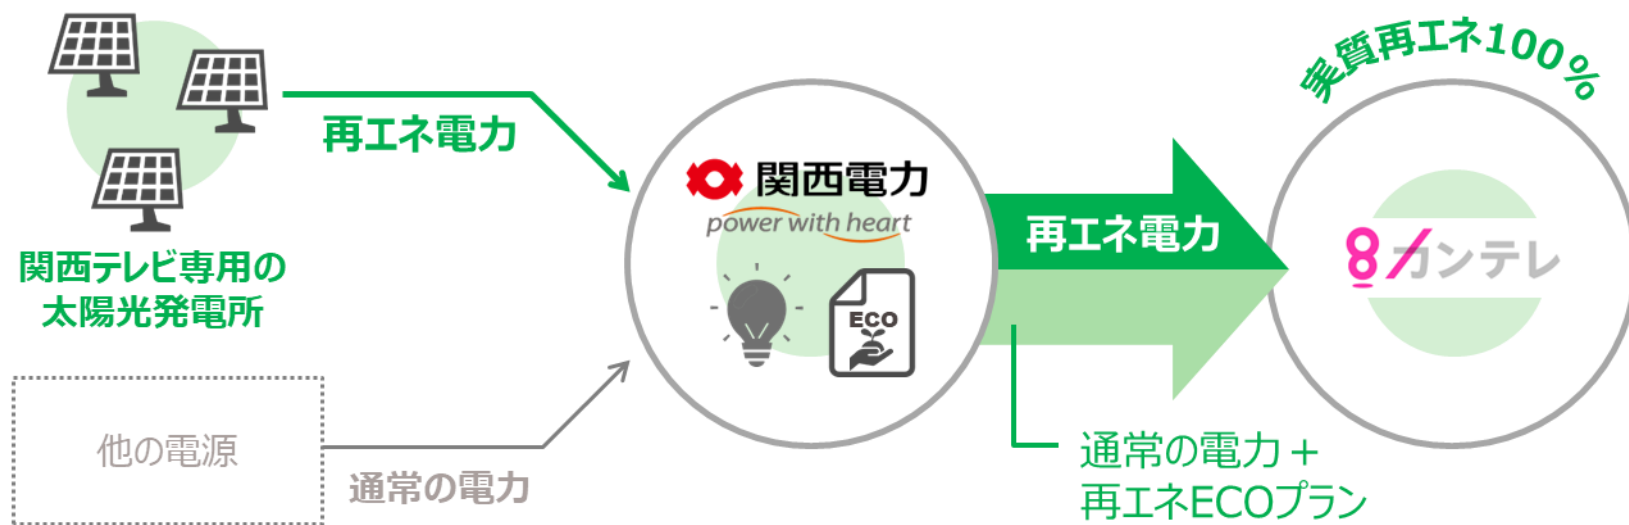 再エネ電力
関西テレビ専用の
太陽光発電所
他の電源
通常の電力
関西電力
power with heart
ECO
再エネ電力
通常の電力+
再エネECOプラン
実質再エネ100%
8/カンテレ